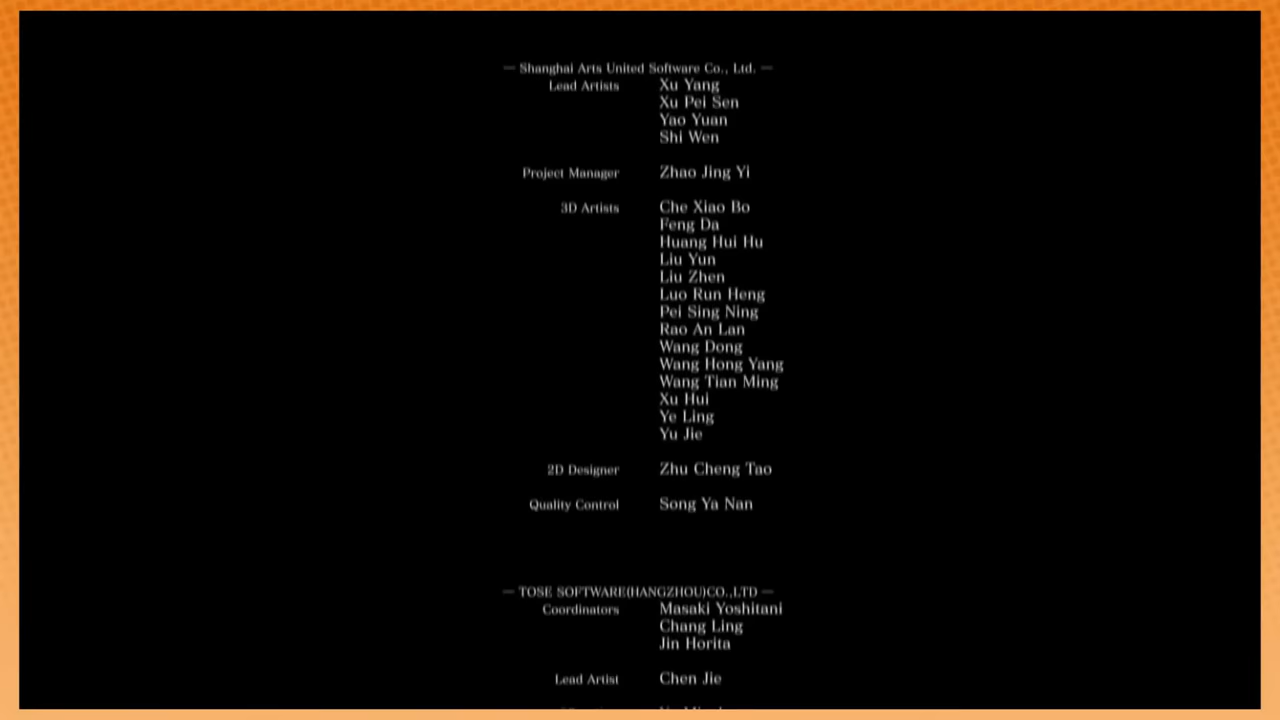 — Shanghai Arts United Software Co., Ltd. —
Lead Artists Xu Yang
Xu Pei Sen
Yao Yuan
Shi Wen
Project Manager Zhao Jing Yi
3D Artists Che Xiao Bo
Feng Da
Huang Hui Hu
Liu Yun
Liu Zhen
Luo Run Heng
Pei Sing Ning
Rao An Lan
Wang Dong
Wang Hong Yang
Wang Tian Ming
Xu Hui
Ye Ling
Yu Jie
2D Designer Zhu Cheng Tao
Quality Control Song Ya Nan
— TOSE SOFTWARE(HANGZHOU)CO.,LTD —
Coordinators Masaki Yoshitani
Chang Ling
Jin Horita
Lead Artist Chen Jie